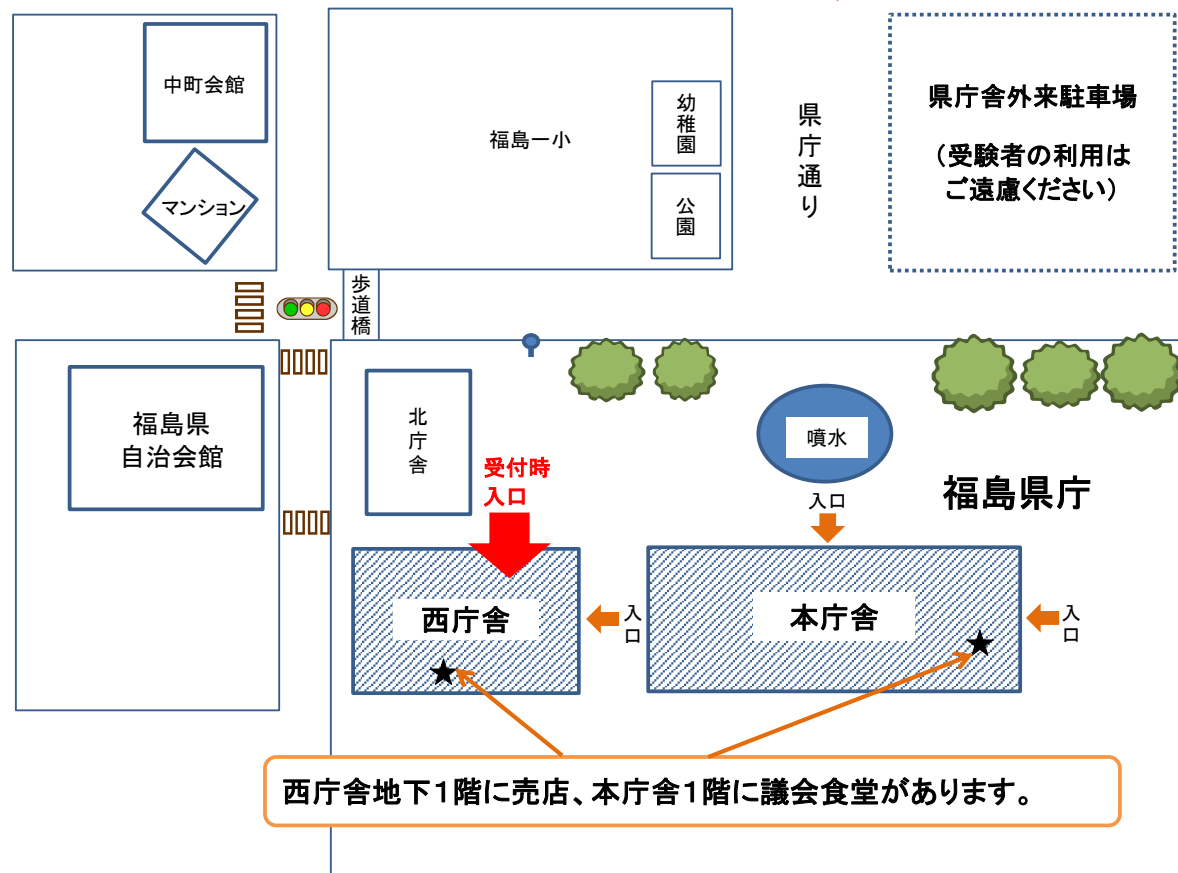 中町会館
マンション
福島一小
幼稚園
公園
県庁通り
県庁舎外来駐車場
（受験者の利用は
ご遠慮ください）
歩道橋
福島県
自治会館
北庁舎
受付時
入口
噴水
入口
福島県庁
西庁舎
入口
本庁舎
入口
西庁舎地下１階に売店、本庁舎１階に議会食堂があります。